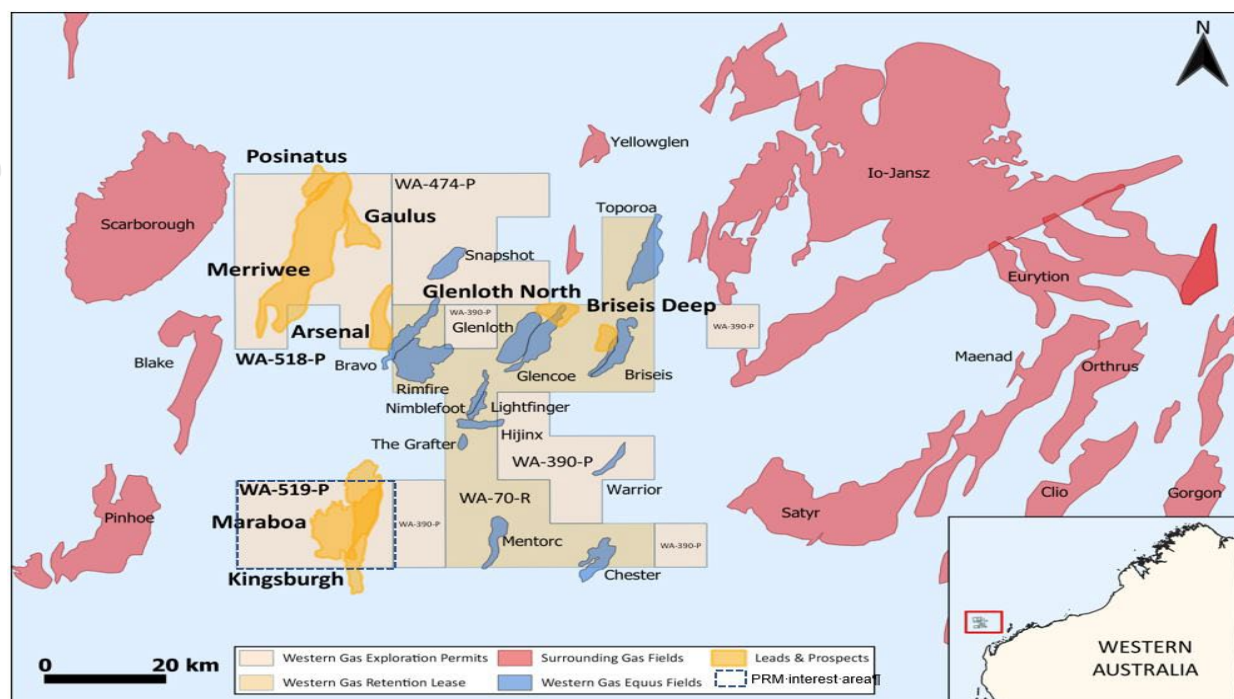 N
Yellowglen
Posinatus
WA-474-P
Io-Jansz
Scarborough
Gaulus
Toporoa
Snapshot
Merriwee
Eurytion
Glenloth North
Briseis Deep
WA-390-P
WA-390-P
Arsenal
Glenloth
Blake
WA-518-P
Bravo
Maenad
Orthrus
Glencoe
Briseis
Rimfire
Nimblefoot
Lightfinger
Hijinx
The Grafter
WA-390-P
WA-519-P
Warrior
WA-70-R
Pinhoe
Maraboa
WA-390-P
Satyr
Clio
Gorgon
Mentorc
WA-390-P
Kingsburgh
Chester
0 20 km
Western Gas Exploration Permits
Surrounding Gas Fields
Leads & Prospects
Western Gas Retention Lease
Western Gas Equus Fields
PRM·interest·area¶
WESTERN
AUSTRALIA